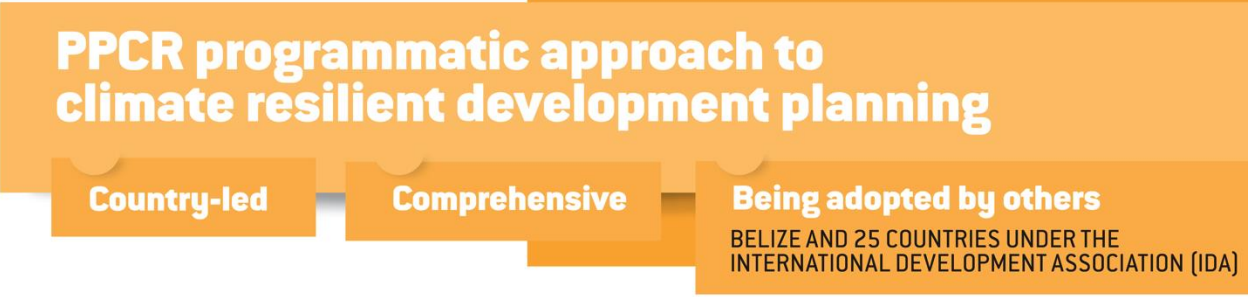 PPCR programmatic approach to
climate resilient development planning
Country-led
Comprehensive
Being adopted by others
BELIZE AND 25 COUNTRIES UNDER THE
INTERNATIONAL DEVELOPMENT ASSOCIATION (IDA)